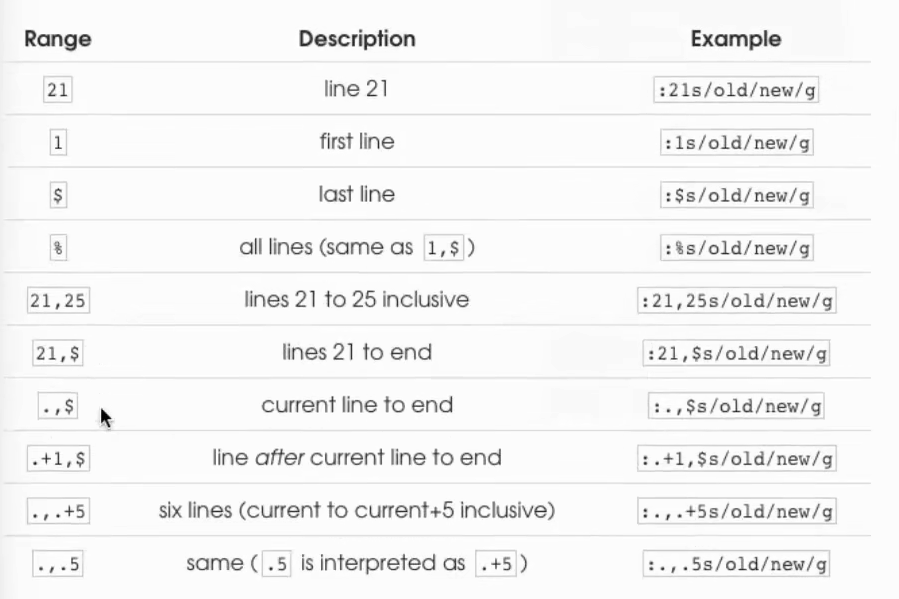 Range Description Example
21 line 21 :21s/old/new/g
1 first line :1s/old/new/g
$ last line :$s/old/new/g
% all lines (same as 1,$) :%s/old/new/g
21,25 lines 21 to 25 inclusive :21,25s/old/new/g
21,$ lines 21 to end :21,$s/old/new/g
.,$ current line to end :.,$s/old/new/g
.+1,$ line after current line to end :.+1,$s/old/new/g
.,.+5 six lines (current to current+5 inclusive) :.,.+5s/old/new/g
.,.5 same (.5 is interpreted as .+5) :.,.5s/old/new/g